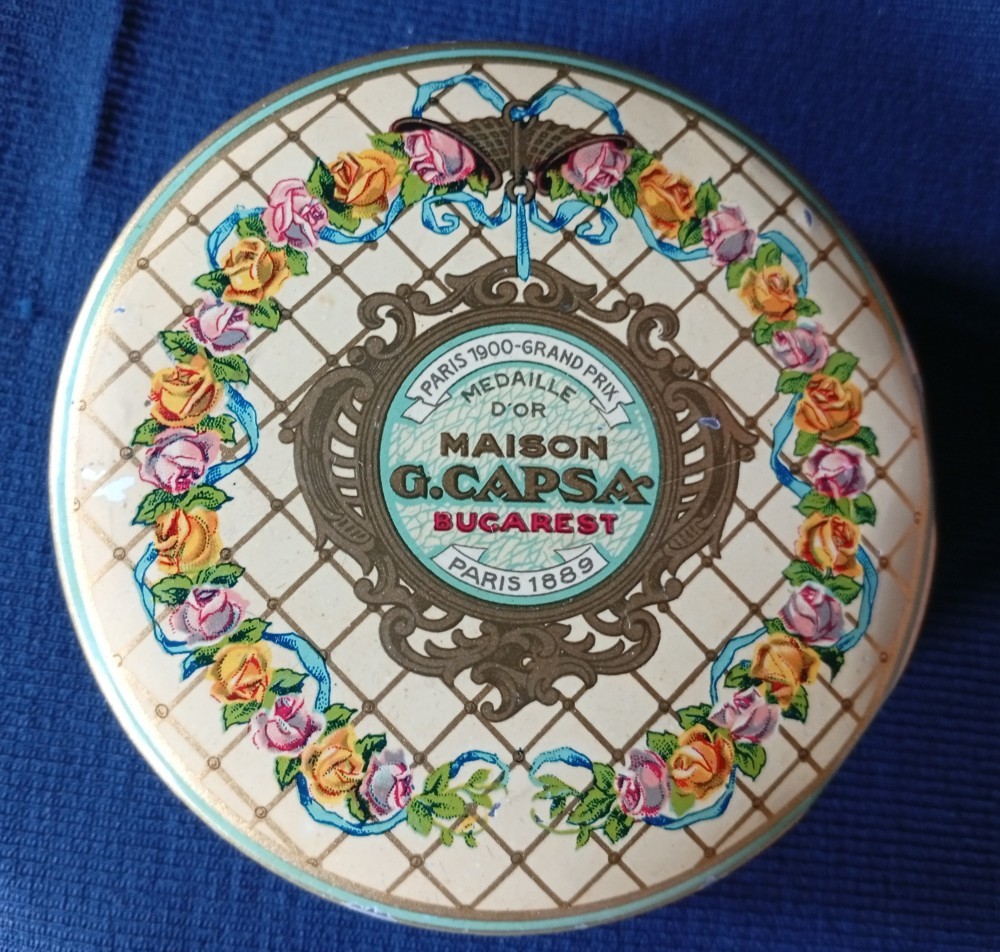 PARIS 1900-GRAND PRIX
MEDAILLE
D'OR
MAISON
G.CAPSA
BUCAREST
PARIS 1889